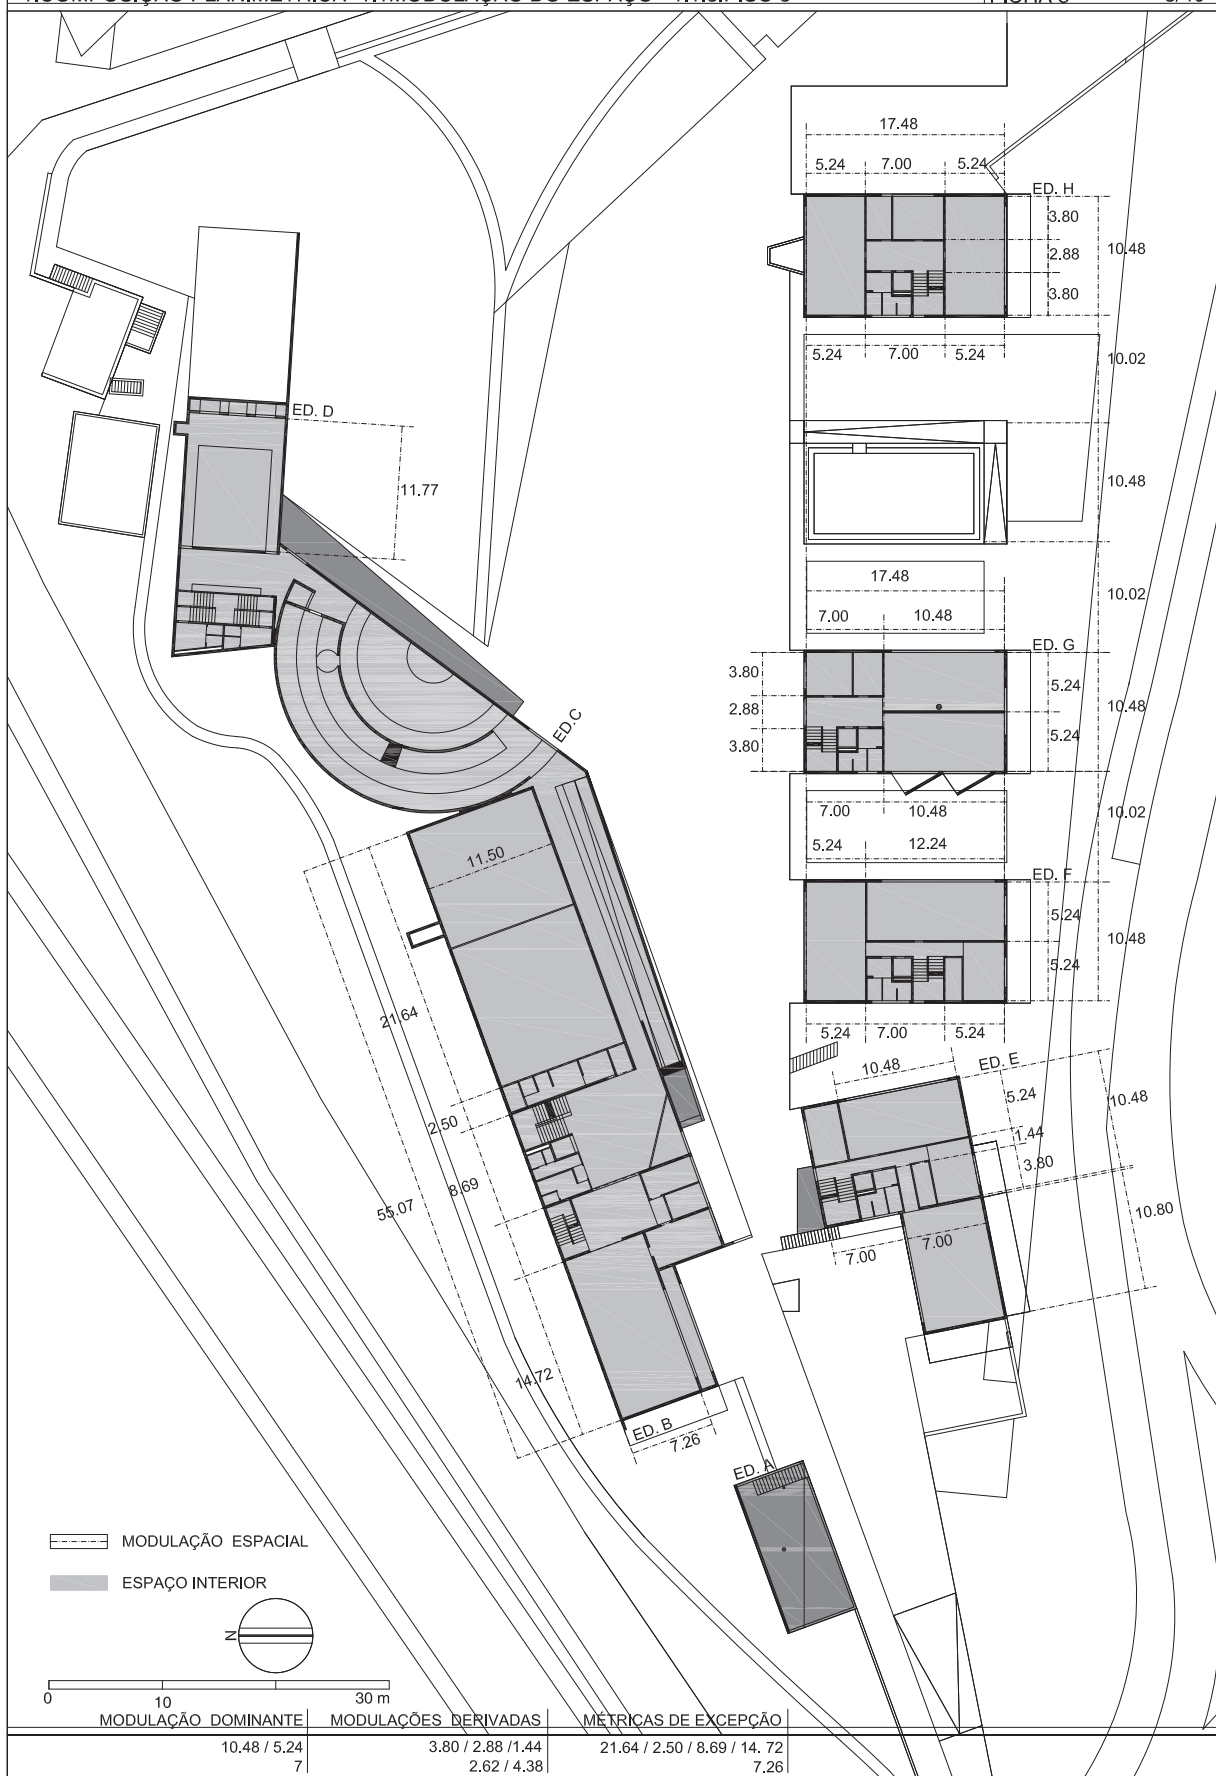 1.COMPOSIÇÃO PLANIMÉTRICA
FICHA 3
3/10
17.48
5.24 7.00 5.24
ED. H
3.80
10.48
2.88
3.80
5.24 7.00 5.24
10.02
ED. D
11.77
10.48
17.48
10.02
7.00 10.48
ED. G
3.80
5.24
2.88
10.48
3.80
5.24
ED.C
7.00 10.48
10.02
5.24 12.24
11.50
ED. F
5.24
10.48
5.24
21.64
5.24 7.00 5.24
10.48
ED. E
5.24
10.48
2.50
1.44
3.80
8.69
55.07
10.80
7.00
7.00
14.72
ED. B
7.26
ED. A
MODULAÇÃO ESPACIAL
ESPAÇO INTERIOR
N
0 10 30 m
MODULAÇÃO DOMINANTE MODULAÇÕES DERIVADAS MÉTRICAS DE EXCEPÇÃO
10.48 / 5.24 3.80 / 2.88 /1.44 21.64 / 2.50 / 8.69 / 14. 72
7 2.62 / 4.38 7.26